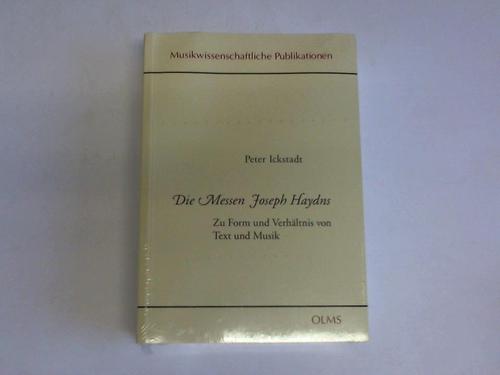 Musikwissenschaftliche Publikationen
Peter Ickstadt
Die Messen Joseph Haydns
Zu Form und Verhältnis von
Text und Musik
OLMS